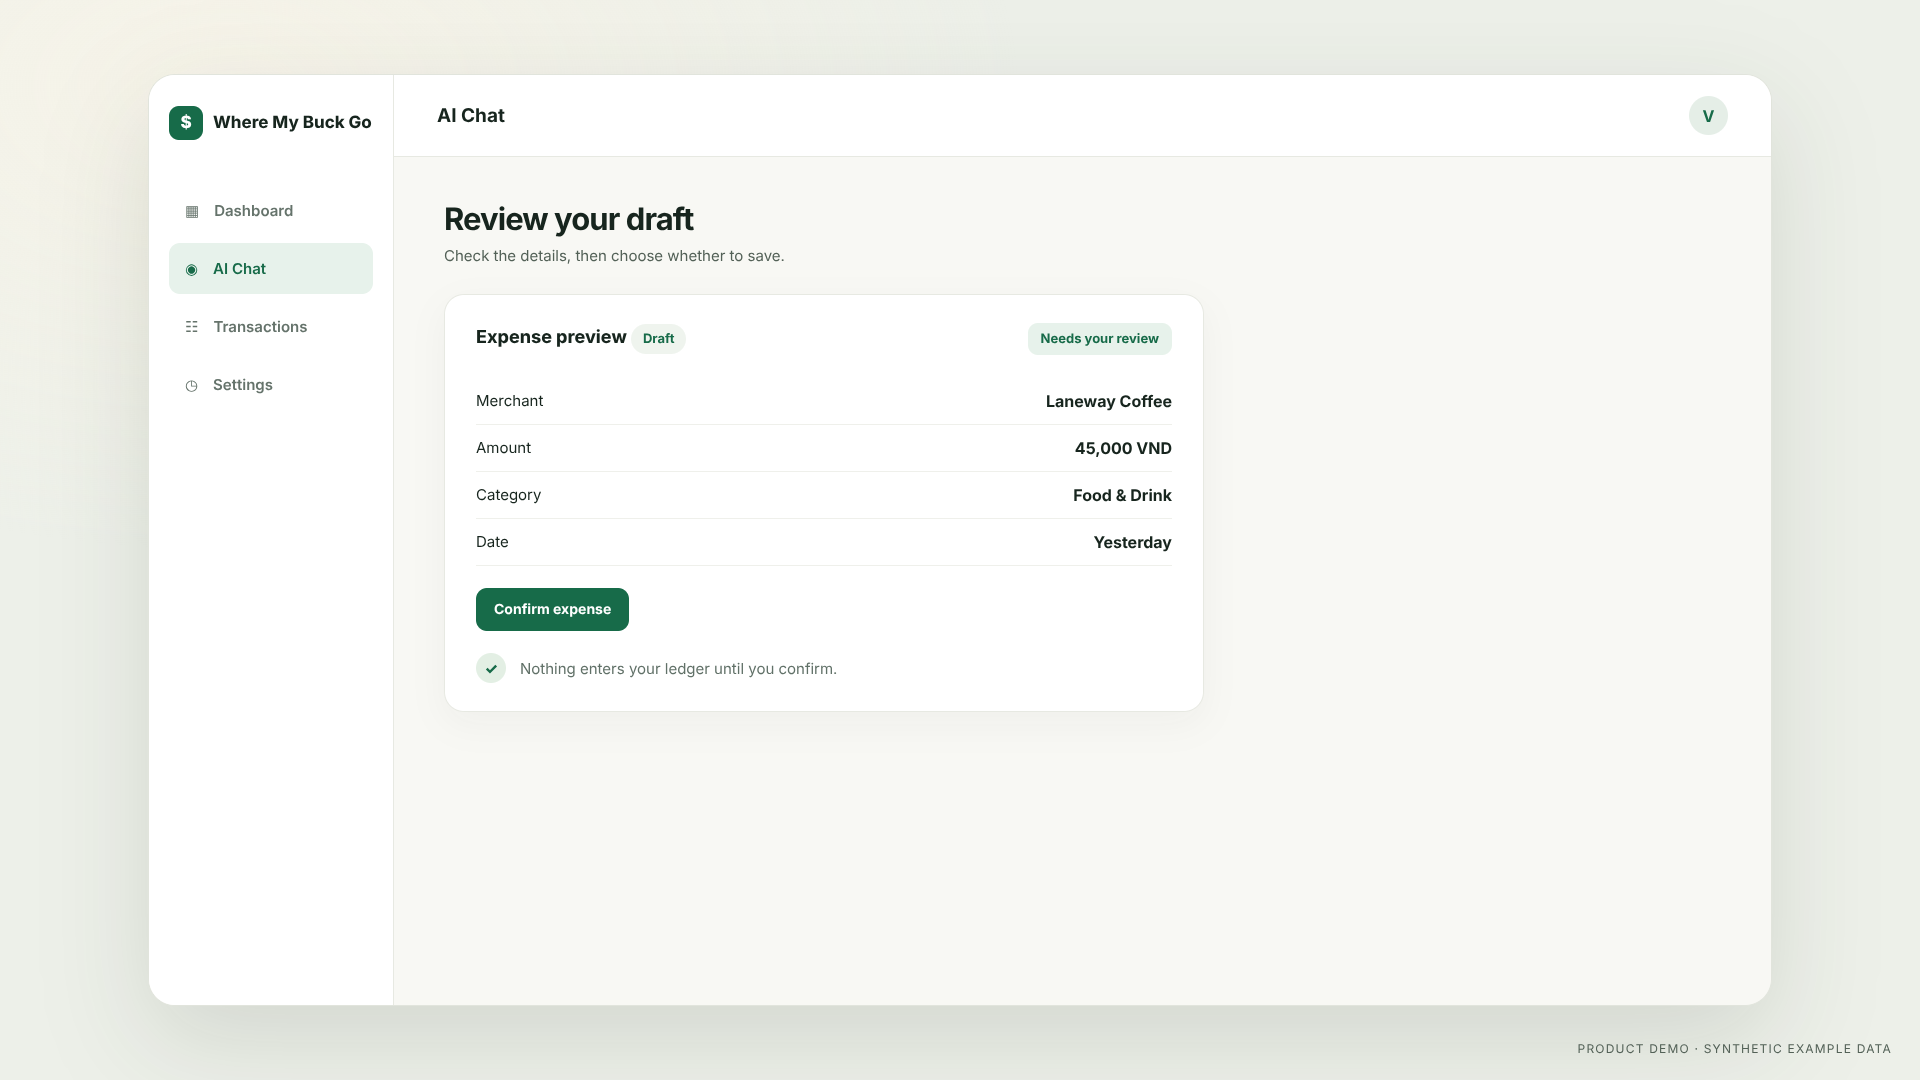 $ Where My Buck Go
AI Chat
V
Dashboard
AI Chat
Transactions
Settings
Review your draft
Check the details, then choose whether to save.
Expense preview Draft Needs your review
Merchant Laneway Coffee
Amount 45,000 VND
Category Food & Drink
Date Yesterday
Confirm expense
Nothing enters your ledger until you confirm.
PRODUCT DEMO · SYNTHETIC EXAMPLE DATA